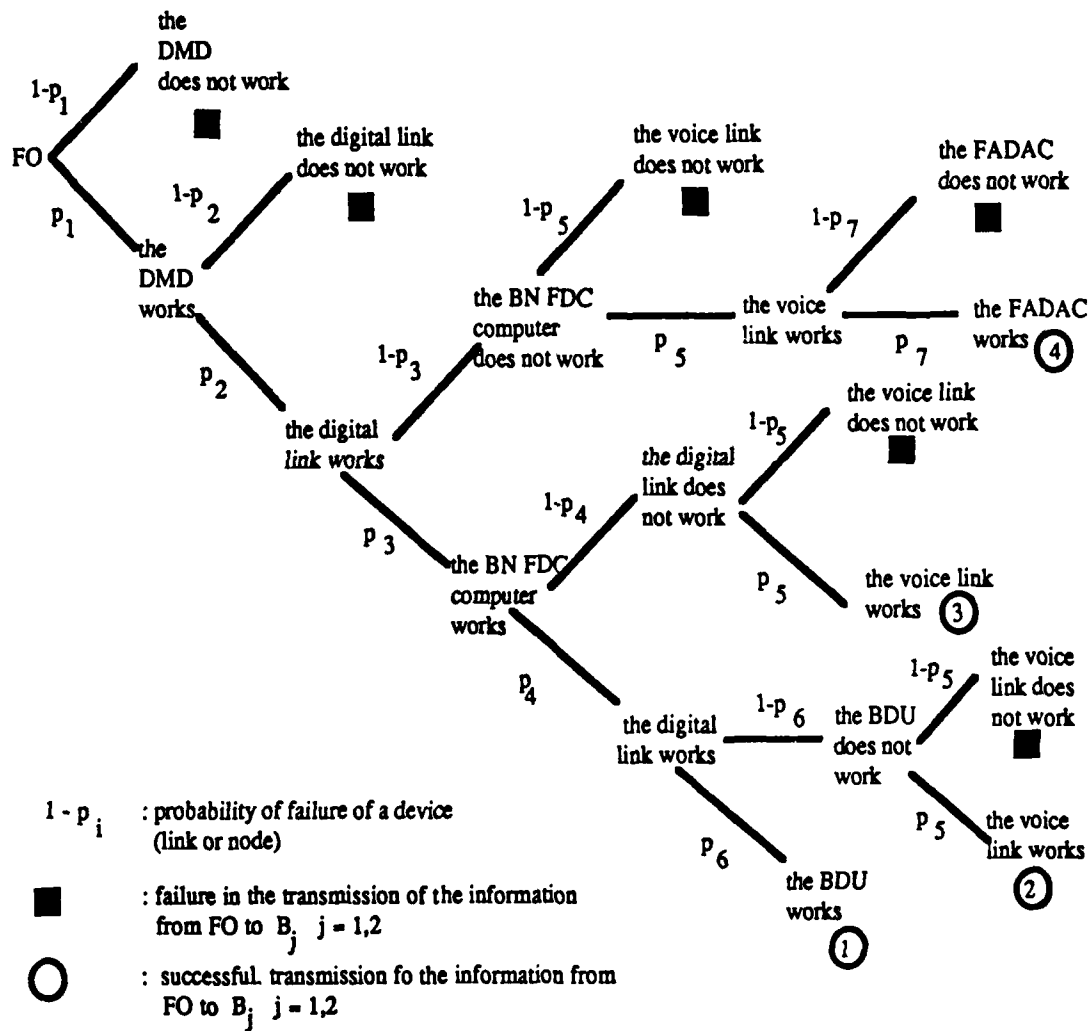 the
DMD
does not work
1-p1
FO
p1
the
DMD
works
1-p2
the digital link
does not work
p2
the digital
link works
1-p3
the BN FDC
computer
does not work
1-p5
the voice link
does not work
p5
the voice
link works
1-p7
the FADAC
does not work
p7
the FADAC
works 4
p3
the BN FDC
computer
works
1-p4
the digital
link does
not work
1-p5
the voice link
does not work
p5
the voice link
works 3
p4
the digital
link works
1-p6
the BDU
does not
work
1-p5
the voice
link does
not work
p5
the voice
link works
2
p6
the BDU
works
1
1 - p i : probability of failure of a device
(link or node)
: failure in the transmission of the information
from FO to Bj j = 1,2
: successful. transmission fo the information from
FO to Bj j = 1,2